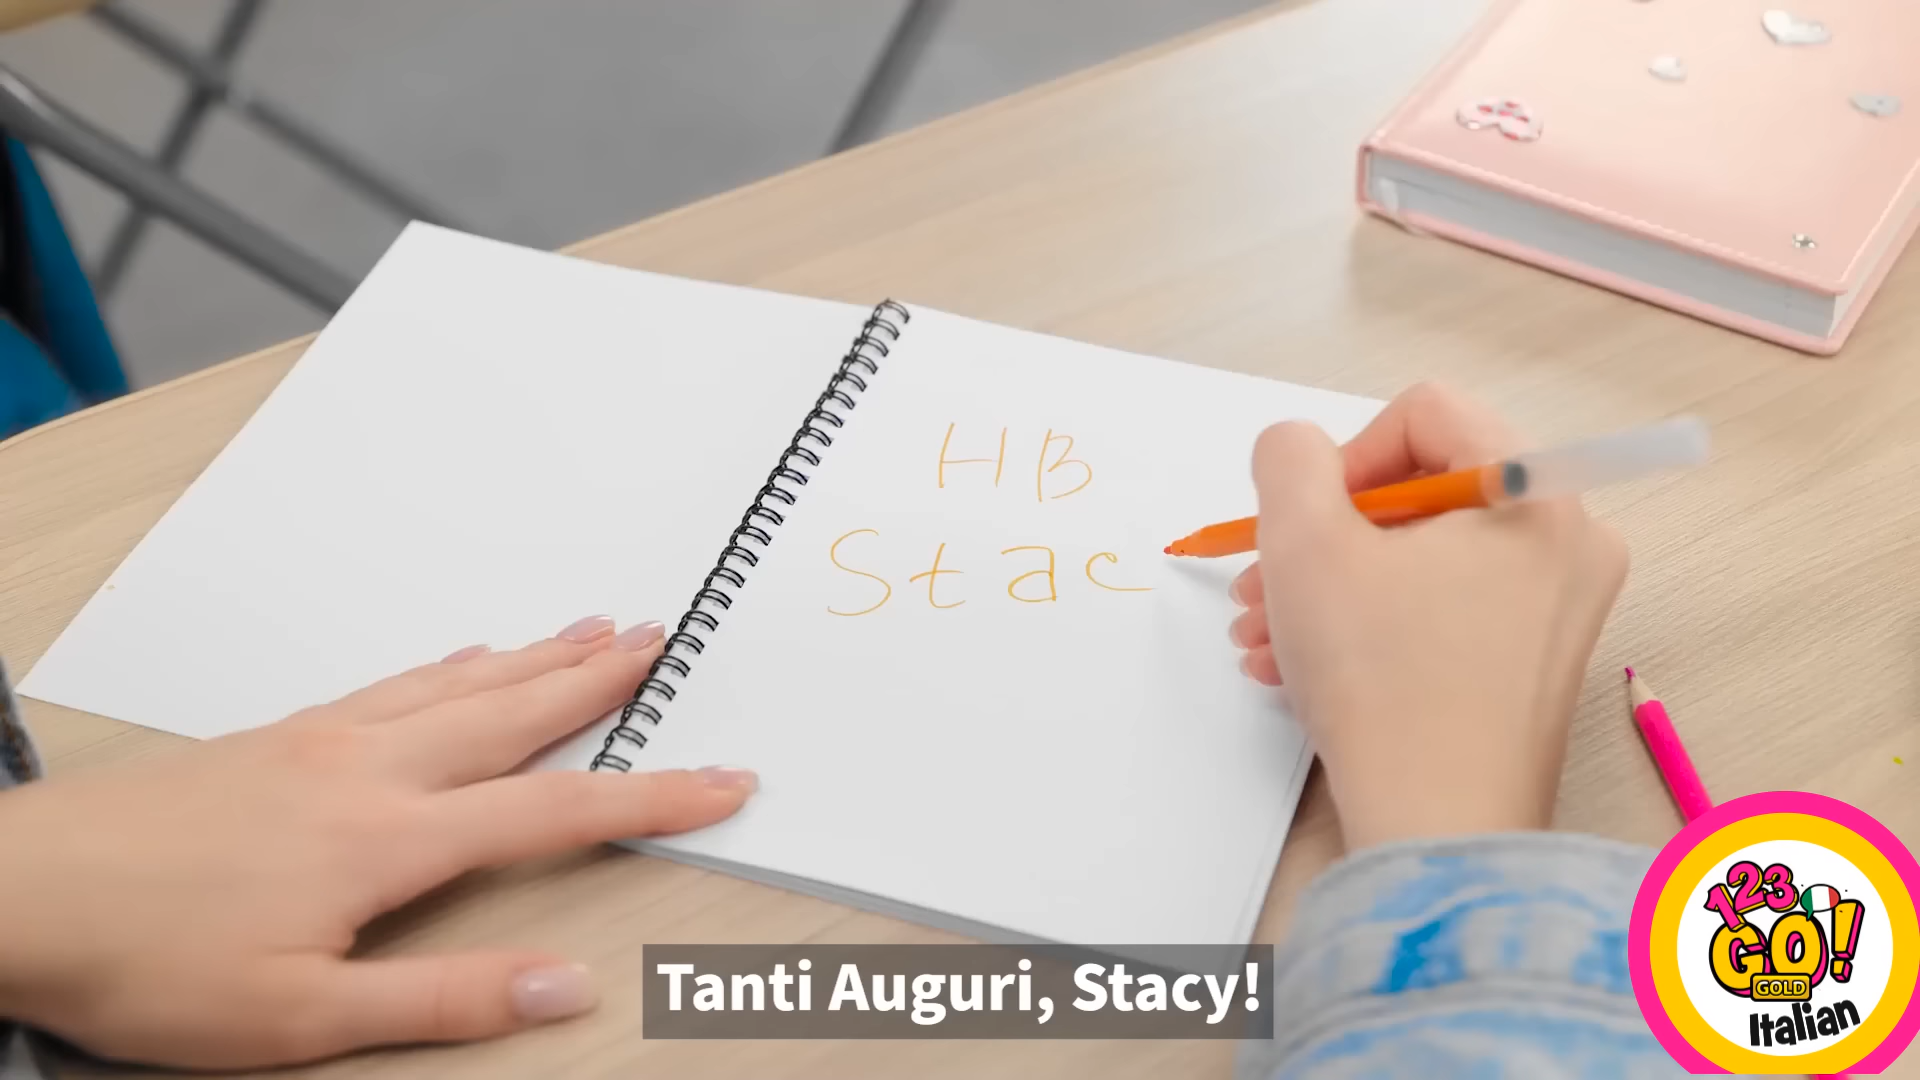 HB
Stac
Tanti Auguri, Stacy!
123
GO!
GOLD
Italian